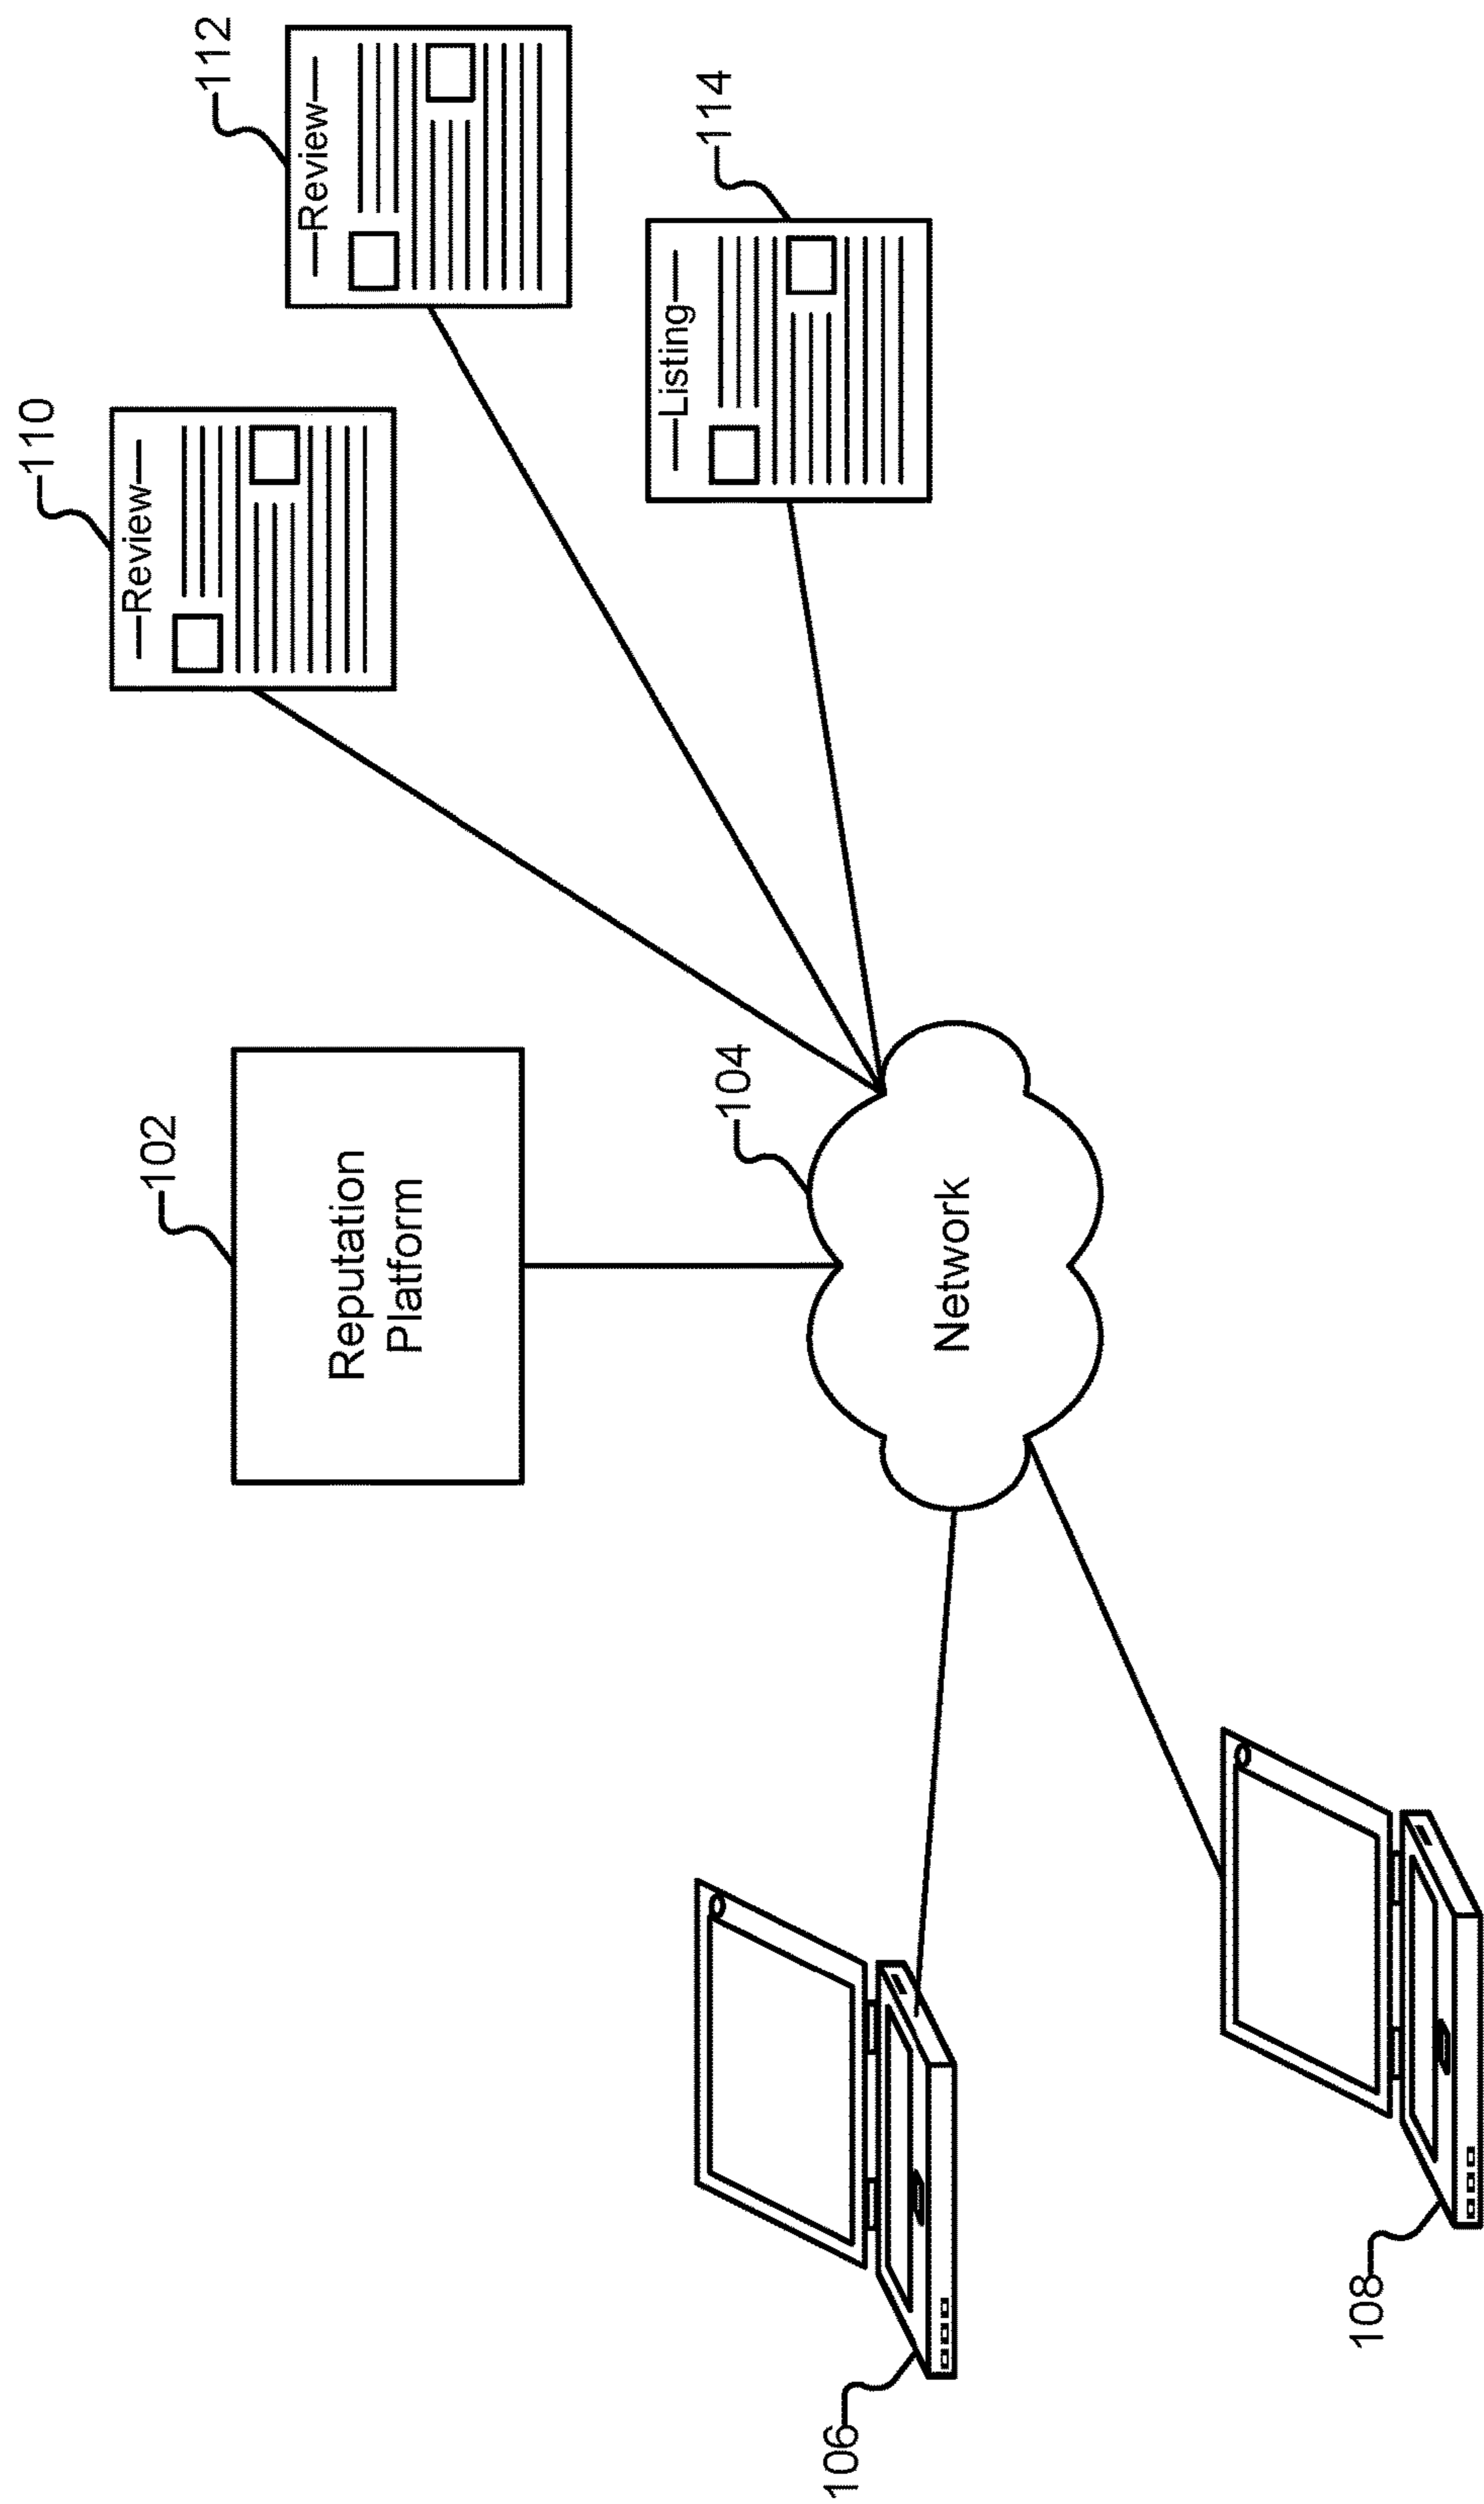 102
Reputation
Platform
110
—Review—
112
—Review—
104
Network
114
—Listing—
106
108